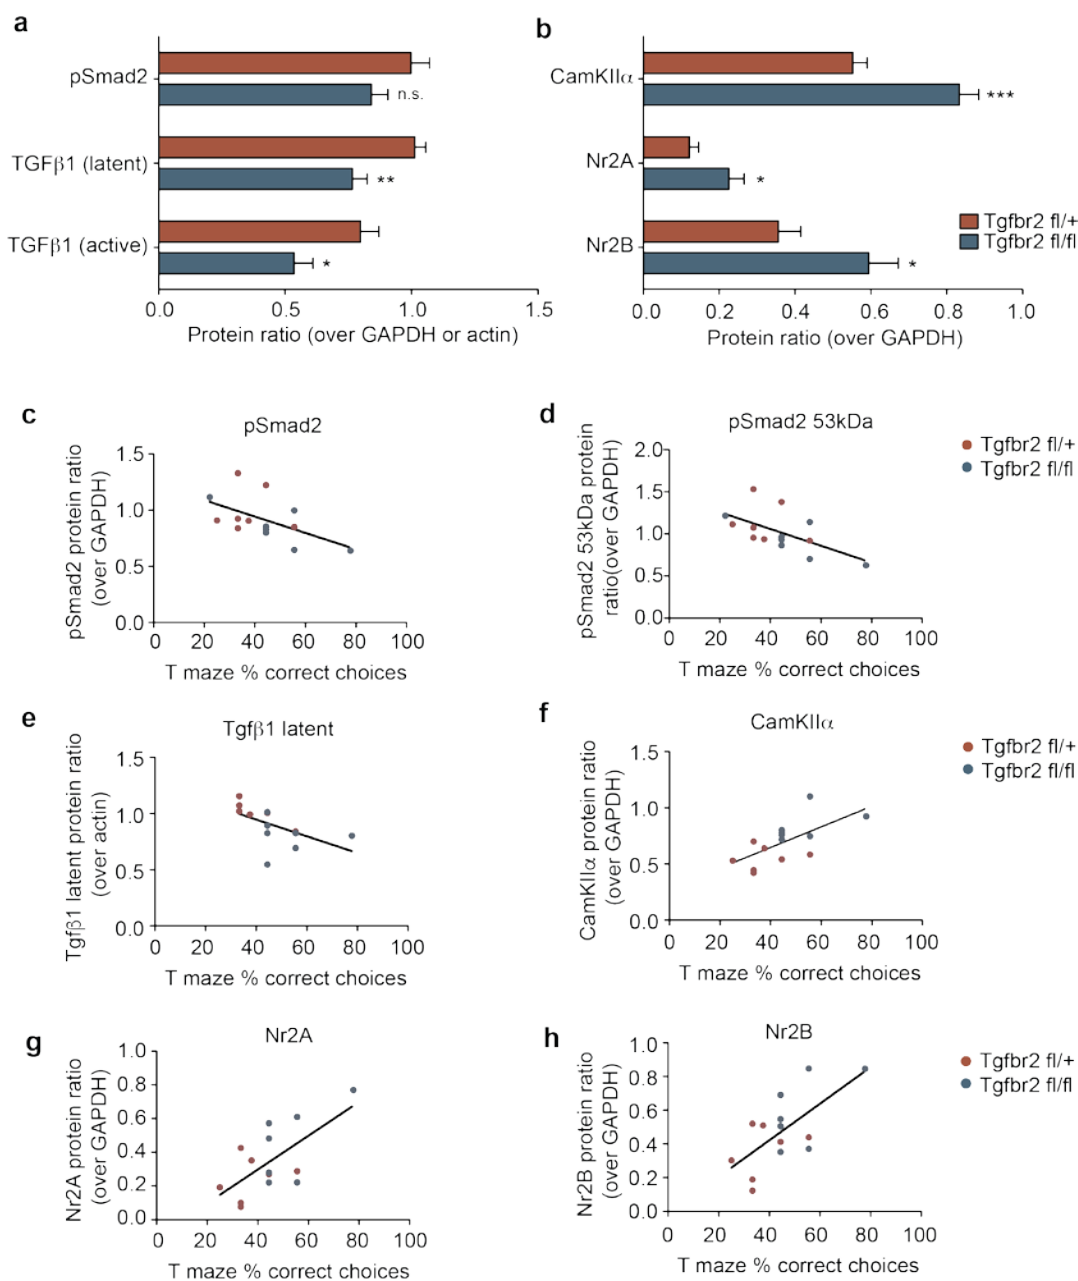 a
pSmad2
n.s.
TGFβ1 (latent)
**
TGFβ1 (active)
*
0.0 0.5 1.0 1.5
Protein ratio (over GAPDH or actin)
b
CamKIIα
***
Nr2A
*
Nr2B
*
Tgfbr2 fl/+
Tgfbr2 fl/fl
0.0 0.2 0.4 0.6 0.8 1.0
Protein ratio (over GAPDH)
c
pSmad2
pSmad2 protein ratio
(over GAPDH)
1.5
1.0
0.5
0.0
0 20 40 60 80 100
T maze % correct choices
d
pSmad2 53kDa
pSmad2 53kDa protein
ratio(over GAPDH)
2.0
1.5
1.0
0.5
0.0
0 20 40 60 80 100
T maze % correct choices
Tgfbr2 fl/+
Tgfbr2 fl/fl
e
Tgfβ1 latent
Tgfβ1 latent protein ratio
(over actin)
1.5
1.0
0.5
0.0
0 20 40 60 80 100
T maze % correct choices
f
CamKIIα
CamKIIα protein ratio
(over GAPDH)
1.5
1.0
0.5
0.0
0 20 40 60 80 100
T maze % correct choices
Tgfbr2 fl/+
Tgfbr2 fl/fl
g
Nr2A
Nr2A protein ratio
(over GAPDH)
1.0
0.8
0.6
0.4
0.2
0.0
0 20 40 60 80 100
T maze % correct choices
h
Nr2B
Nr2B protein ratio
(over GAPDH)
1.0
0.8
0.6
0.4
0.2
0.0
0 20 40 60 80 100
T maze % correct choices
Tgfbr2 fl/+
Tgfbr2 fl/fl